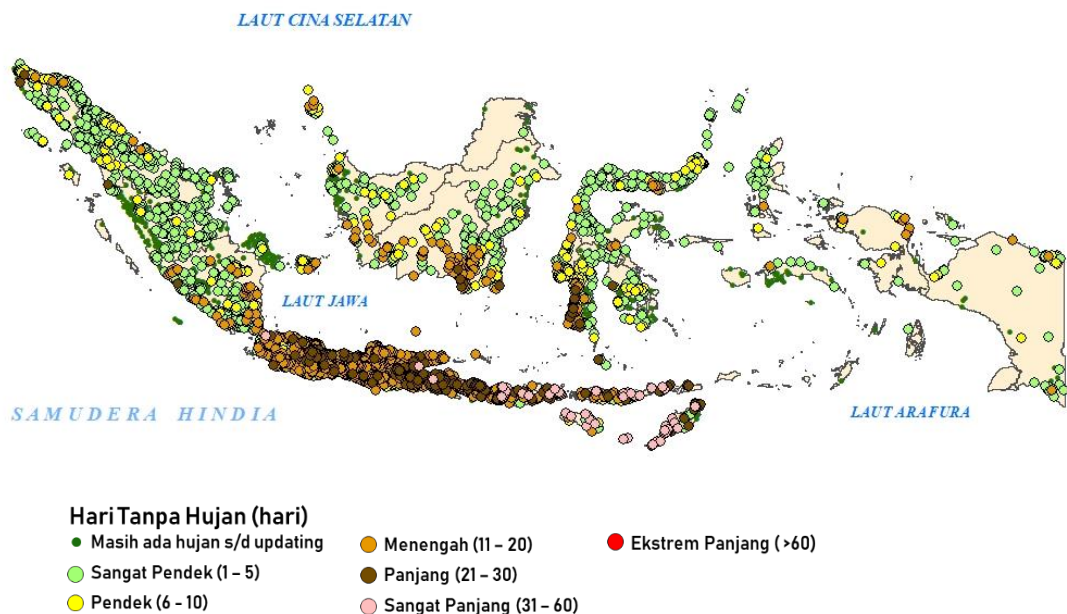 LAUT CINA SELATAN
LAUT JAWA
SAMUDERA HINDIA
LAUT ARAFURA
Hari Tanpa Hujan (hari)
Masih ada hujan s/d updating
Sangat Pendek (1 – 5)
Pendek (6 - 10)
Menengah (11 – 20)
Panjang (21 – 30)
Sangat Panjang (31 – 60)
Ekstrem Panjang ( >60)